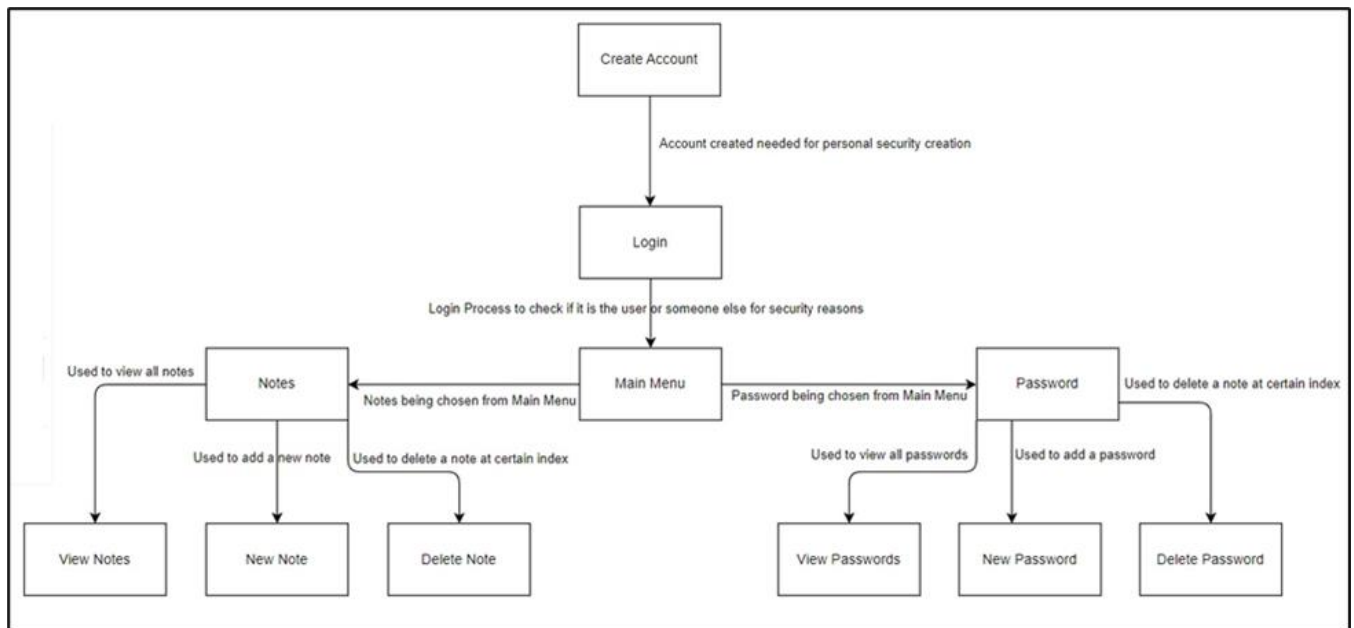 Create Account
Account created needed for personal security creation
Login
Login Process to check if it is the user or someone else for security reasons
Used to view all notes
Notes
Notes being chosen from Main Menu
Main Menu
Password being chosen from Main Menu
Password
Used to delete a note at certain index
Used to add a new note
Used to delete a note at certain index
Used to view all passwords
Used to add a password
View Notes
New Note
Delete Note
View Passwords
New Password
Delete Password